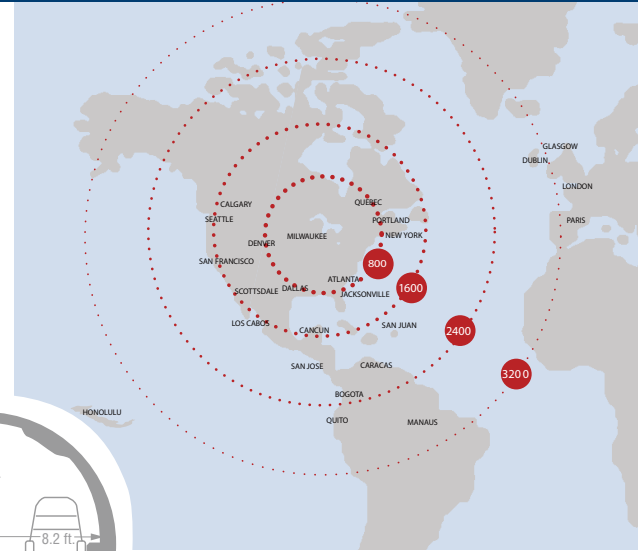 GLASGOW
DUBLIN
LONDON
CALGARY
QUEBEC
SEATTLE
PORTLAND
PARIS
DENVER
MILWAUKEE
NEW YORK
SAN FRANCISCO
800
ATLANTA
SCOTTSDALE
DALLAS
JACKSONVILLE
1600
LOS CABOS
CANCUN
SAN JUAN
2400
SAN JOSE
CARACAS
3200
BOGOTA
HONOLULU
QUITO
MANAUS
8.2 ft.